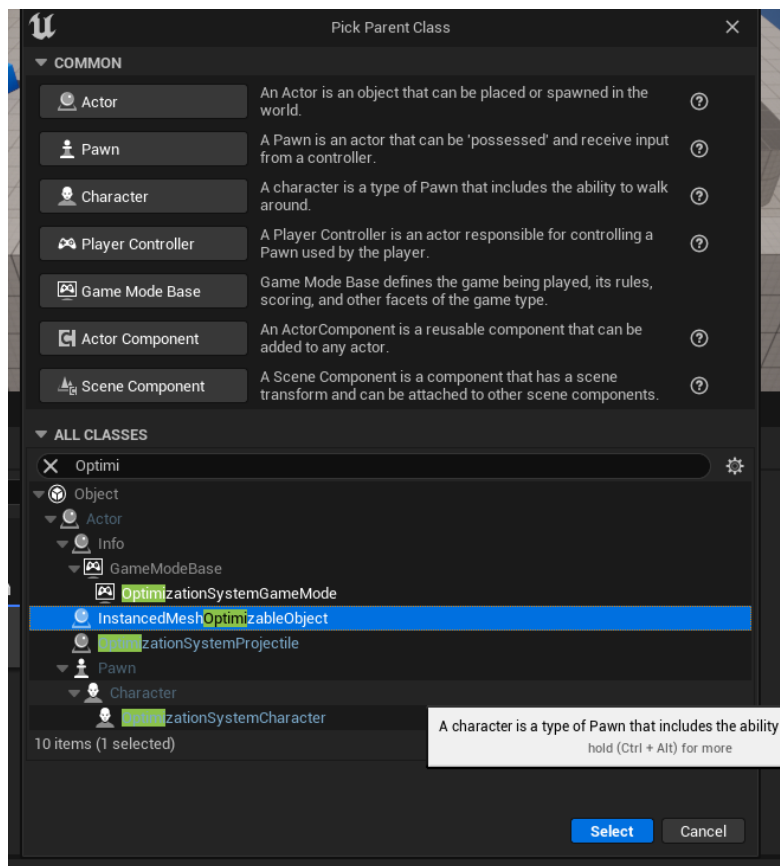 Pick Parent Class
COMMON
Actor
An Actor is an object that can be placed or spawned in the
world.
Pawn
A Pawn is an actor that can be 'possessed' and receive input
from a controller.
Character
A character is a type of Pawn that includes the ability to walk
around.
Player Controller
A Player Controller is an actor responsible for controlling a
Pawn used by the player.
Game Mode Base
Game Mode Base defines the game being played, its rules,
scoring, and other facets of the game type.
Actor Component
An ActorComponent is a reusable component that can be
added to any actor.
Scene Component
A Scene Component is a component that has a scene
transform and can be attached to other scene components.
ALL CLASSES
Optimi
Object
Actor
Info
GameModeBase
OptimizationSystemGameMode
InstancedMeshOptimizableObject
OptimizationSystemProjectile
Pawn
Character
OptimizationSystemCharacter
A character is a type of Pawn that includes the ability
hold (Ctrl + Alt) for more
10 items (1 selected)
Select
Cancel